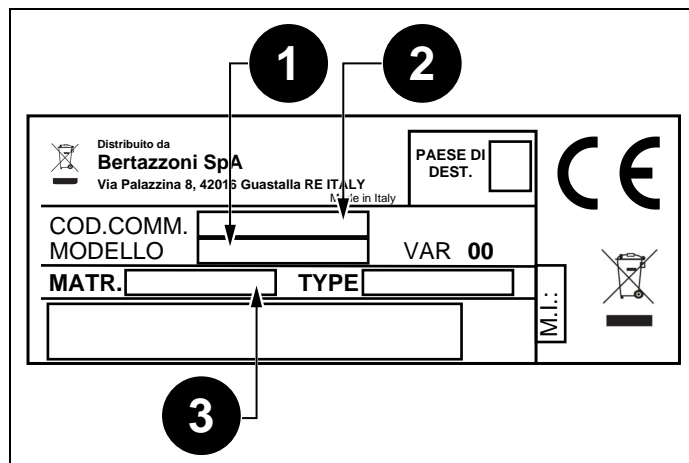 1 2
Distribuito da
Bertazzoni SpA
Via Palazzina 8, 42016 Guastalla RE ITALY
Made in Italy
PAESE DI
DEST.
CE
COD.COMM.
MODELLO
VAR 00
MATR.
TYPE
M.I.:
3